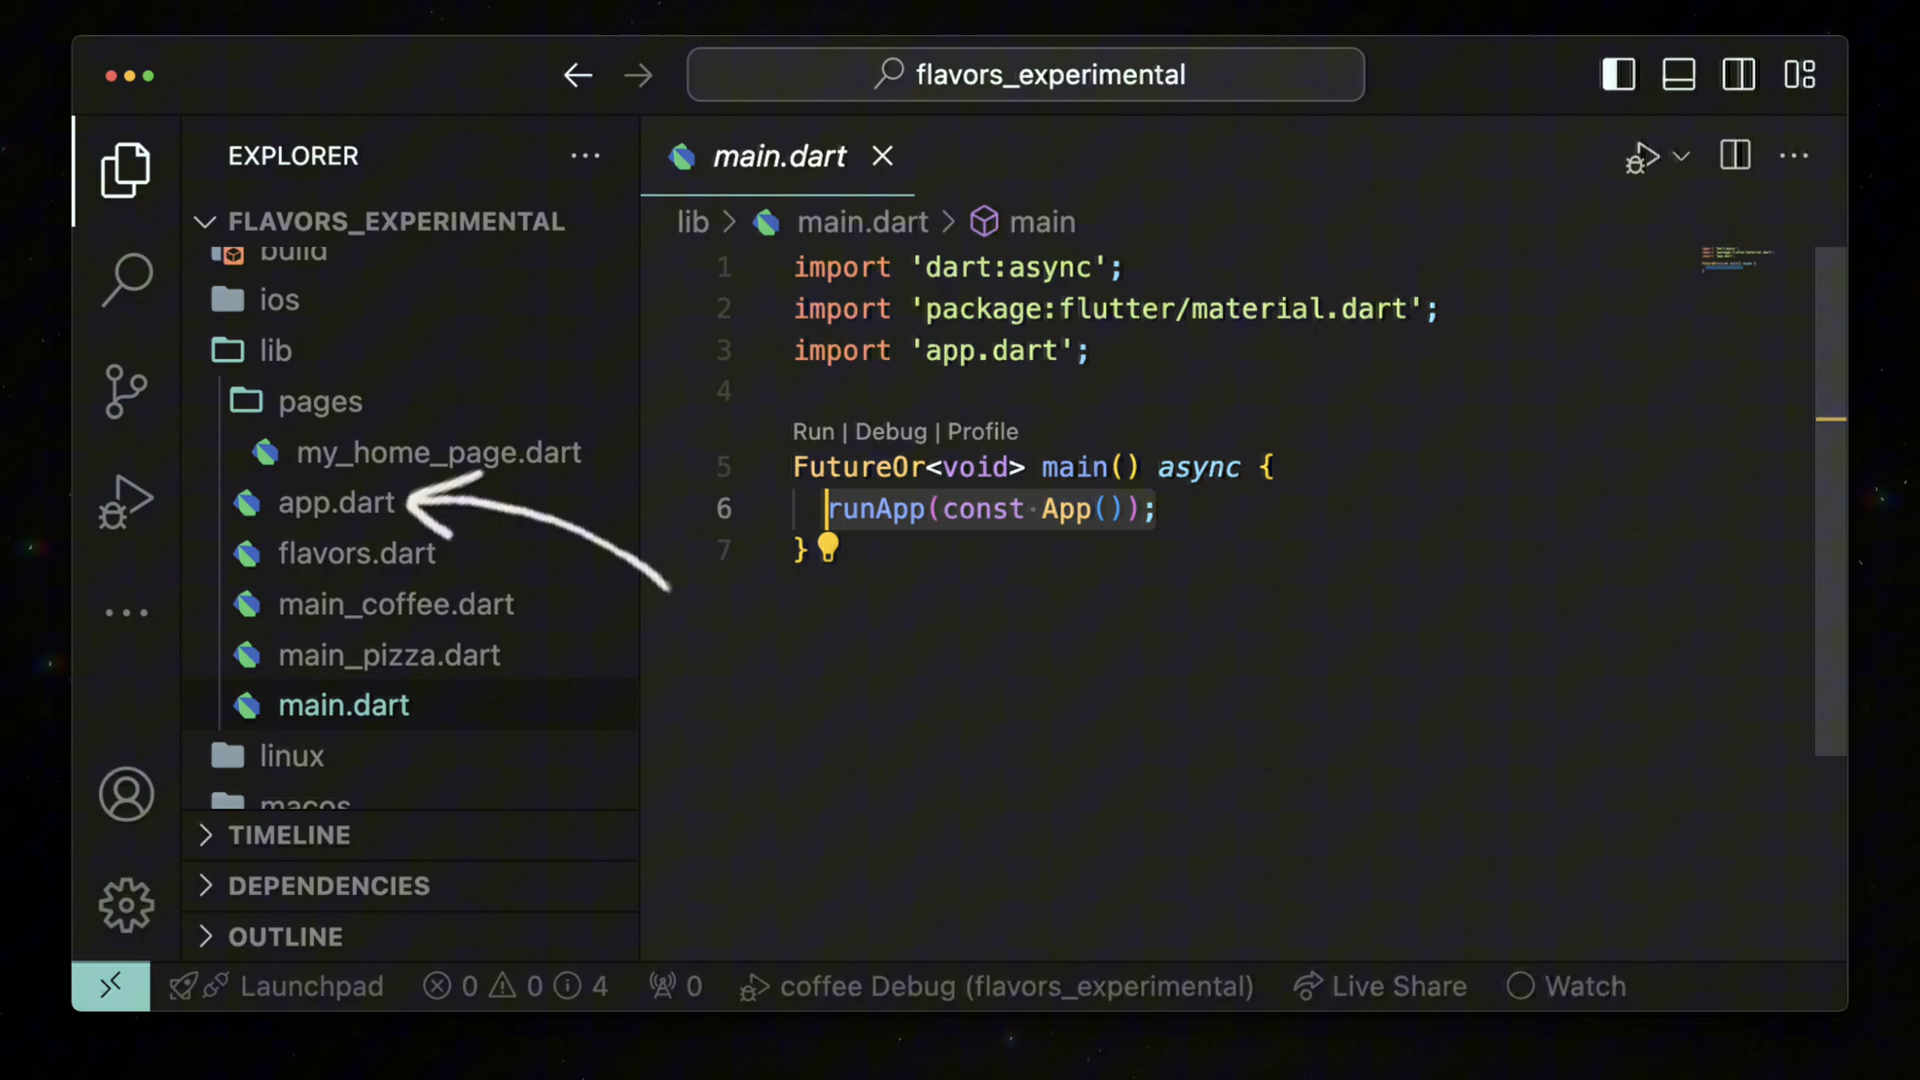 flavors_experimental
EXPLORER
FLAVORS_EXPERIMENTAL
build
ios
lib
pages
my_home_page.dart
app.dart
flavors.dart
main_coffee.dart
main_pizza.dart
main.dart
linux
macos
TIMELINE
DEPENDENCIES
OUTLINE
main.dart
lib > main.dart > main
1 import 'dart:async';
2 import 'package:flutter/material.dart';
3 import 'app.dart';
4
Run | Debug | Profile
5 FutureOr<void> main() async {
6 runApp(const App());
7 }
Launchpad 0 0 4 0 coffee Debug (flavors_experimental) Live Share Watch